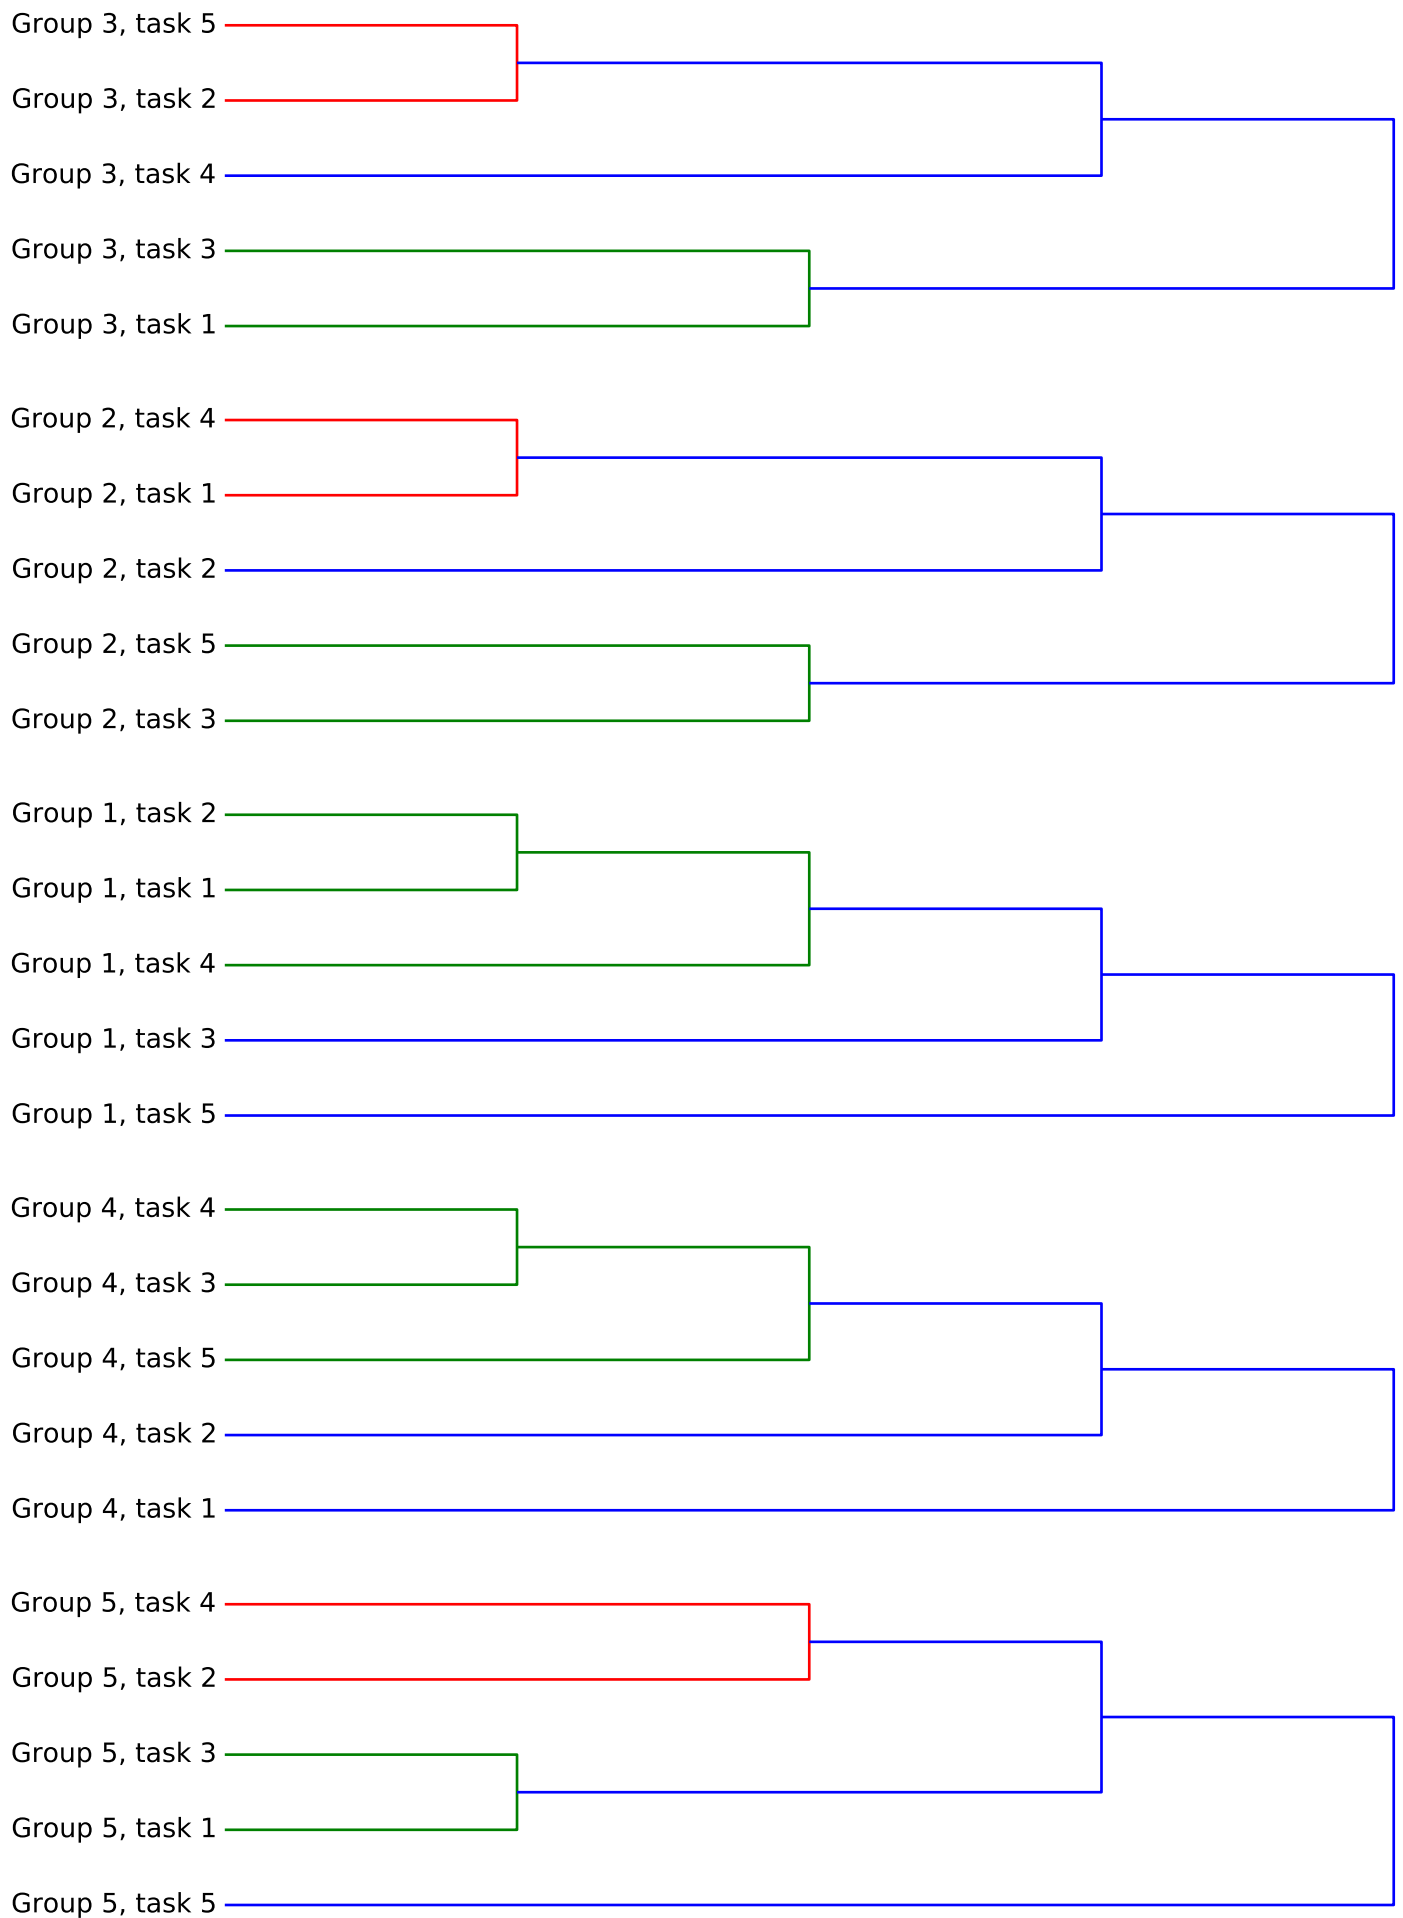 Group 3, task 5
Group 3, task 2
Group 3, task 4
Group 3, task 3
Group 3, task 1
Group 2, task 4
Group 2, task 1
Group 2, task 2
Group 2, task 5
Group 2, task 3
Group 1, task 2
Group 1, task 1
Group 1, task 4
Group 1, task 3
Group 1, task 5
Group 4, task 4
Group 4, task 3
Group 4, task 5
Group 4, task 2
Group 4, task 1
Group 5, task 4
Group 5, task 2
Group 5, task 3
Group 5, task 1
Group 5, task 5